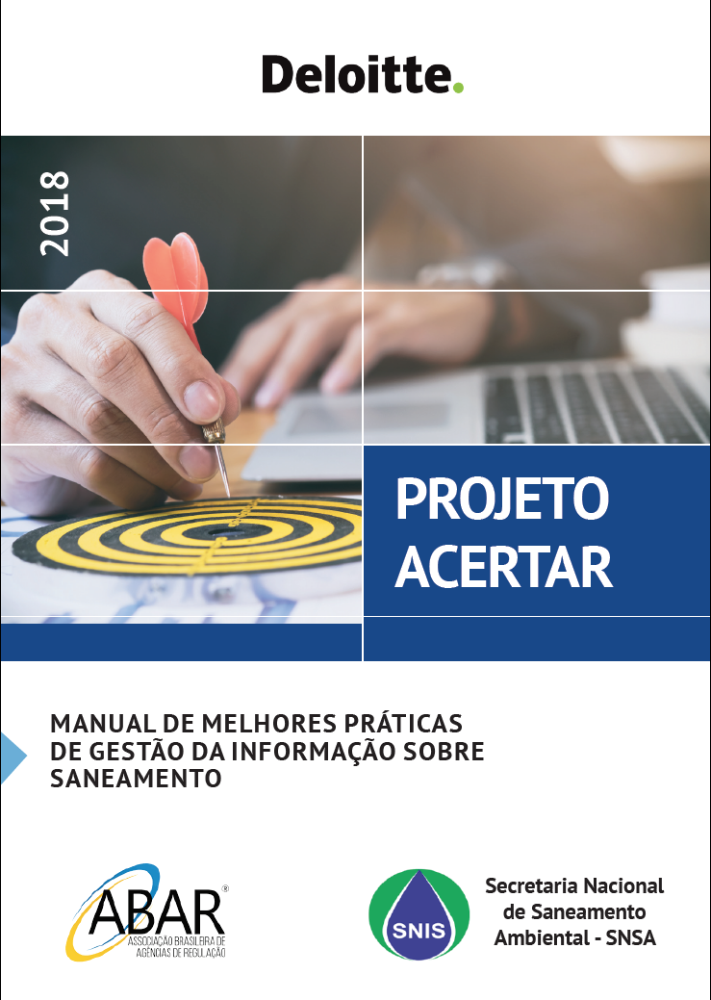 Deloitte.
2018
PROJETO
ACERTAR
MANUAL DE MELHORES PRÁTICAS
DE GESTÃO DA INFORMAÇÃO SOBRE
SANEAMENTO
ABAR®
ASSOCIAÇÃO BRASILEIRA DE
AGÊNCIAS DE REGULAÇÃO
SNIS
Secretaria Nacional
de Saneamento
Ambiental - SNSA